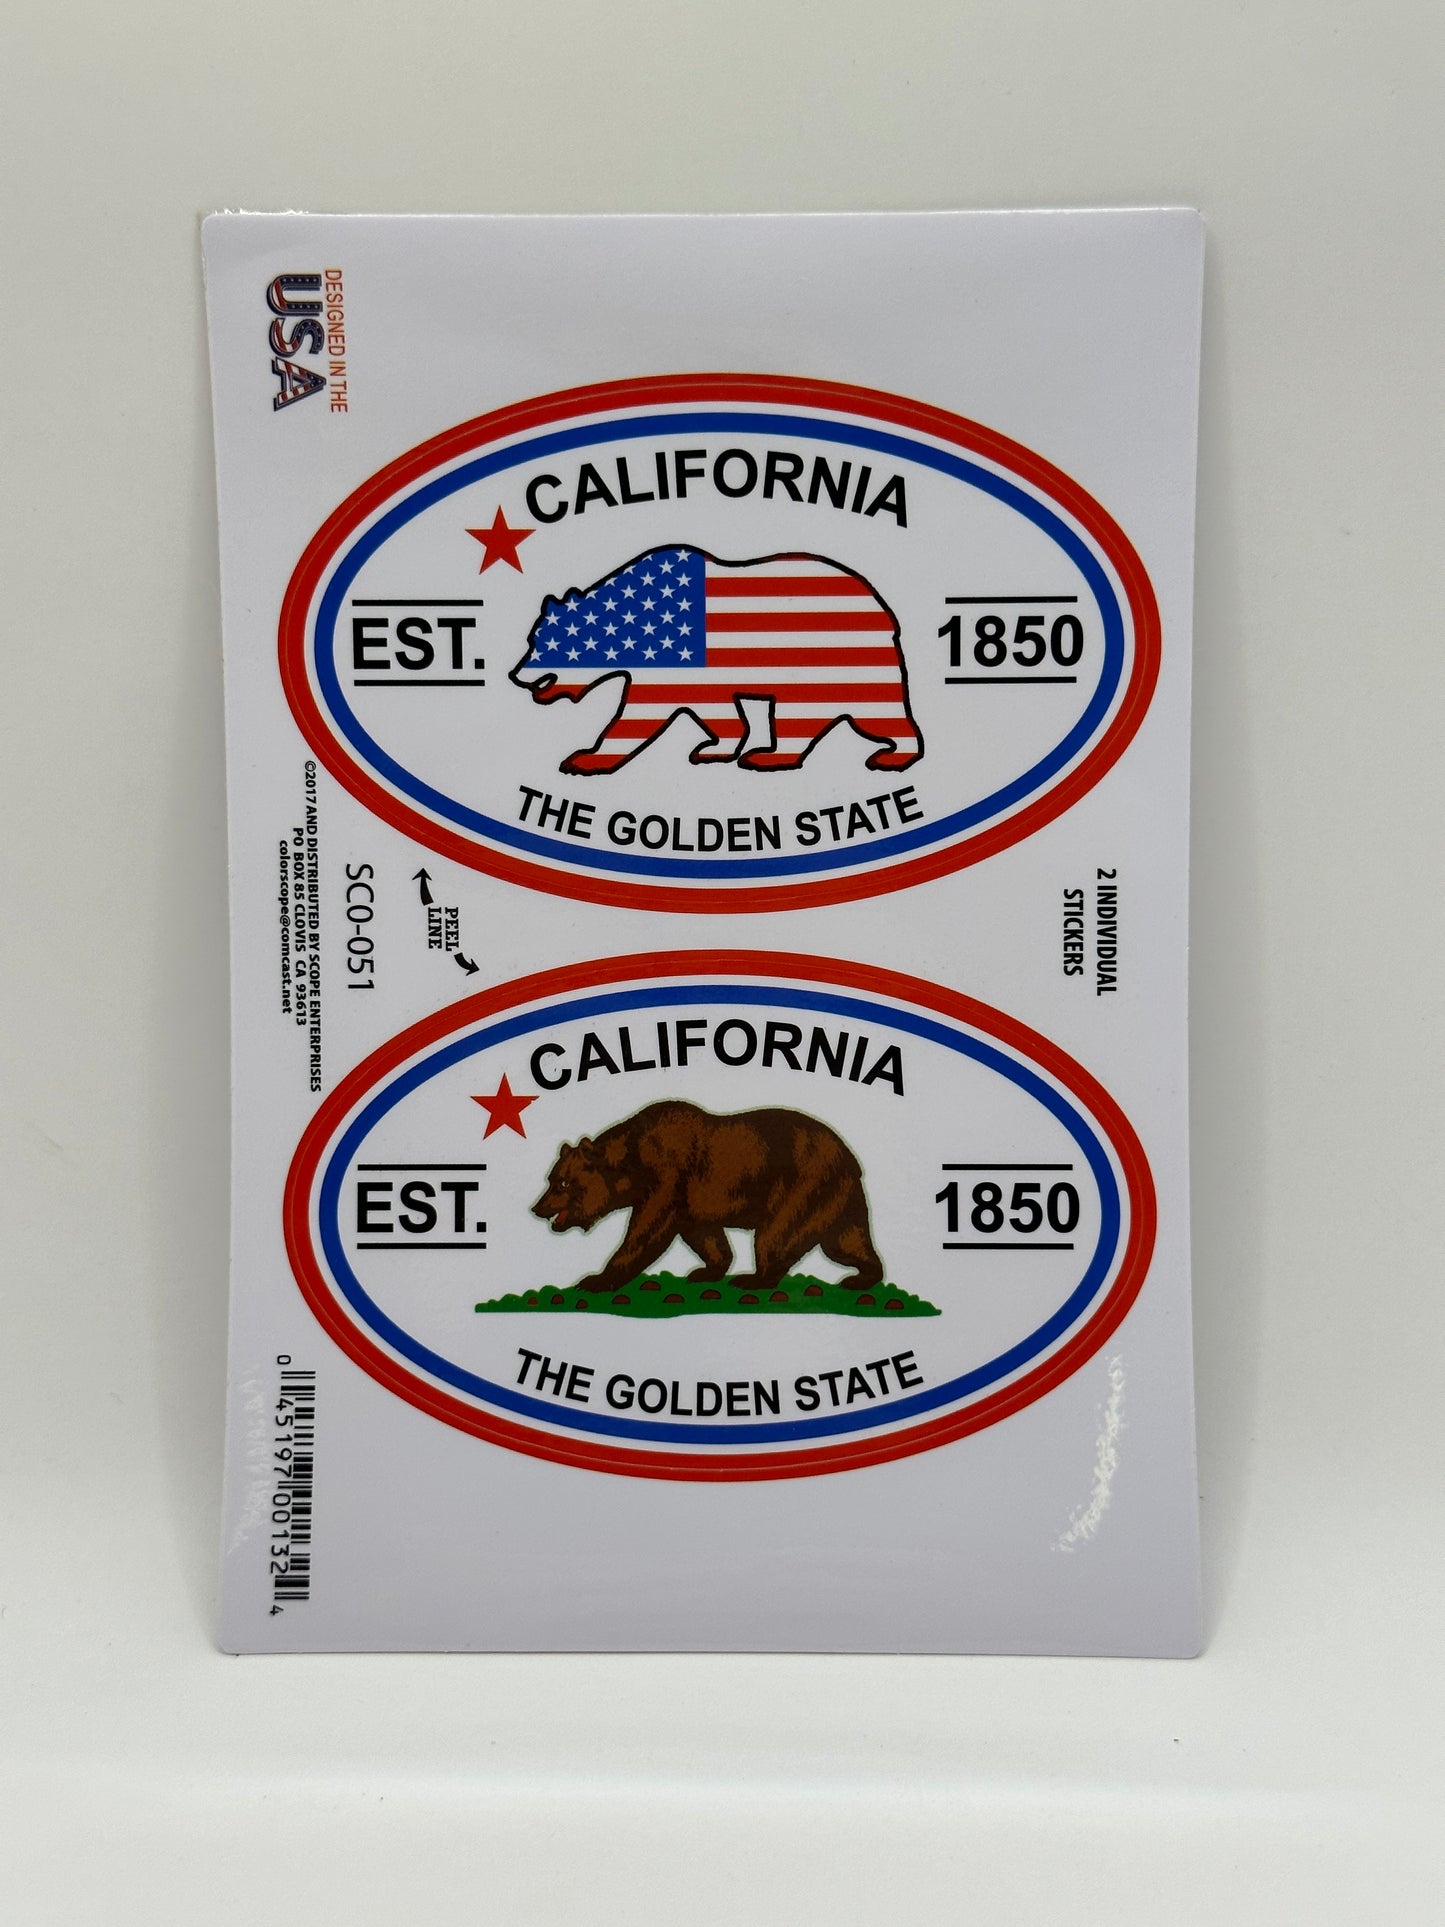 DESIGNED IN THE
USA
CALIFORNIA
EST.
1850
THE GOLDEN STATE
©2017 AND DISTRIBUTED BY SCOPE ENTERPRISES
PO BOX 85 CLOVIS CA 93613
colorscope@comcast.net
SC0-051
PEEL
LINE
2 INDIVIDUAL
STICKERS
CALIFORNIA
EST.
1850
THE GOLDEN STATE
0 45197 00132 4